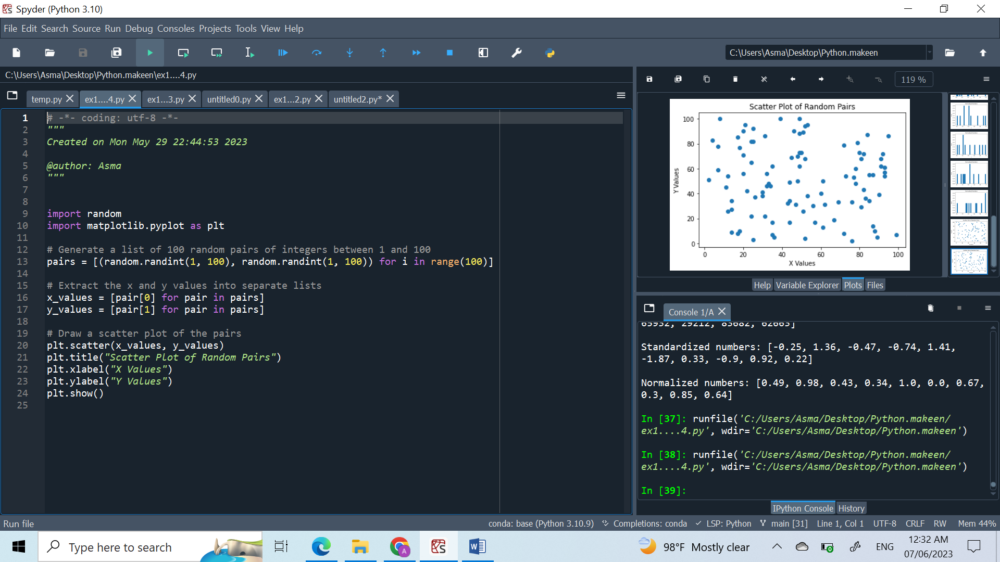 Spyder (Python 3.10)
File Edit Search Source Run Debug Consoles Projects Tools View Help
C:\Users\Asma\Desktop\Python.makeen
C:\Users\Asma\Desktop\Python.makeen\ex1....4.py
temp.py ex1....4.py ex1...3.py untitled0.py ex1...2.py untitled2.py*
1 # -*- coding: utf-8 -*-
2 """
3 Created on Mon May 29 22:44:53 2023
4
5 @author: Asma
6 """
7
8
9 import random
10 import matplotlib.pyplot as plt
11
12 # Generate a list of 100 random pairs of integers between 1 and 100
13 pairs = [(random.randint(1, 100), random.randint(1, 100)) for i in range(100)]
14
15 # Extract the x and y values into separate lists
16 x_values = [pair[0] for pair in pairs]
17 y_values = [pair[1] for pair in pairs]
18
19 # Draw a scatter plot of the pairs
20 plt.scatter(x_values, y_values)
21 plt.title("Scatter Plot of Random Pairs")
22 plt.xlabel("X Values")
23 plt.ylabel("Y Values")
24 plt.show()
25
119 %
Scatter Plot of Random Pairs
100
80
60
40
20
0
Y Values
0 20 40 60 80 100
X Values
Help Variable Explorer Plots Files
Console 1/A
65932, 29212, 83682, 62663]
Standardized numbers: [-0.25, 1.36, -0.47, -0.74, 1.41,
-1.87, 0.33, -0.9, 0.92, 0.22]
Normalized numbers: [0.49, 0.98, 0.43, 0.34, 1.0, 0.0, 0.67,
0.3, 0.85, 0.64]
In [37]: runfile('C:/Users/Asma/Desktop/Python.makeen/
ex1....4.py', wdir='C:/Users/Asma/Desktop/Python.makeen')
In [38]: runfile('C:/Users/Asma/Desktop/Python.makeen/
ex1....4.py', wdir='C:/Users/Asma/Desktop/Python.makeen')
In [39]:
IPython Console History
Run file
conda: base (Python 3.10.9) Completions: conda LSP: Python main [31] Line 1, Col 1 UTF-8 CRLF RW Mem 44%
Type here to search
98°F Mostly clear
ENG
12:32 AM
07/06/2023